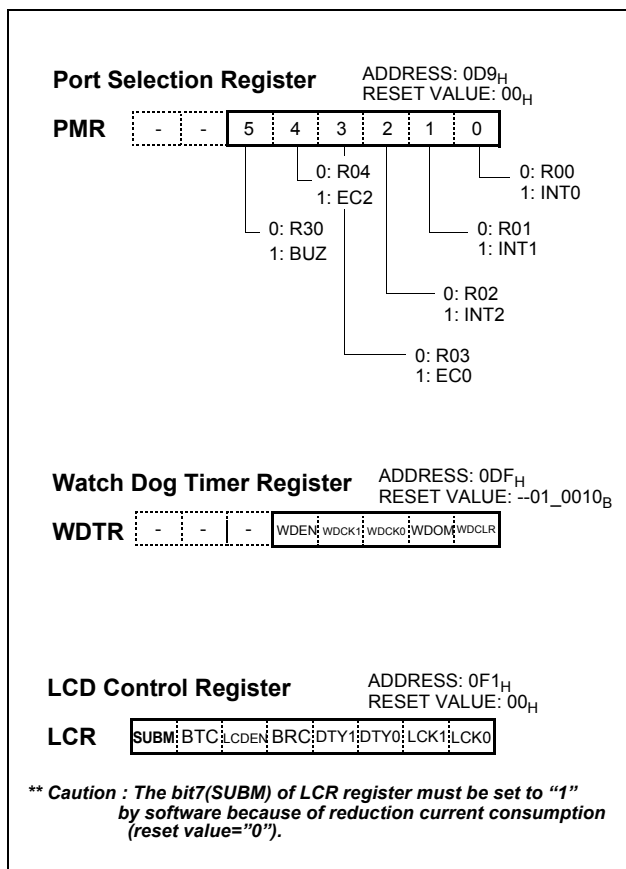 Port Selection Register
ADDRESS: 0D9H
RESET VALUE: 00H
PMR - - 5 4 3 2 1 0
0: R04
1: EC2
0: R00
1: INT0
0: R30
1: BUZ
0: R01
1: INT1
0: R02
1: INT2
0: R03
1: EC0
Watch Dog Timer Register
ADDRESS: 0DFH
RESET VALUE: --01_0010B
WDTR - - - WDEN WDCK1 WDCK0 WDOM WDCLR
LCD Control Register
ADDRESS: 0F1H
RESET VALUE: 00H
LCR SUBM BTC LCDEN BRC DTY1 DTY0 LCK1 LCK0
** Caution : The bit7(SUBM) of LCR register must be set to “1”
by software because of reduction current consumption
(reset value=”0”).